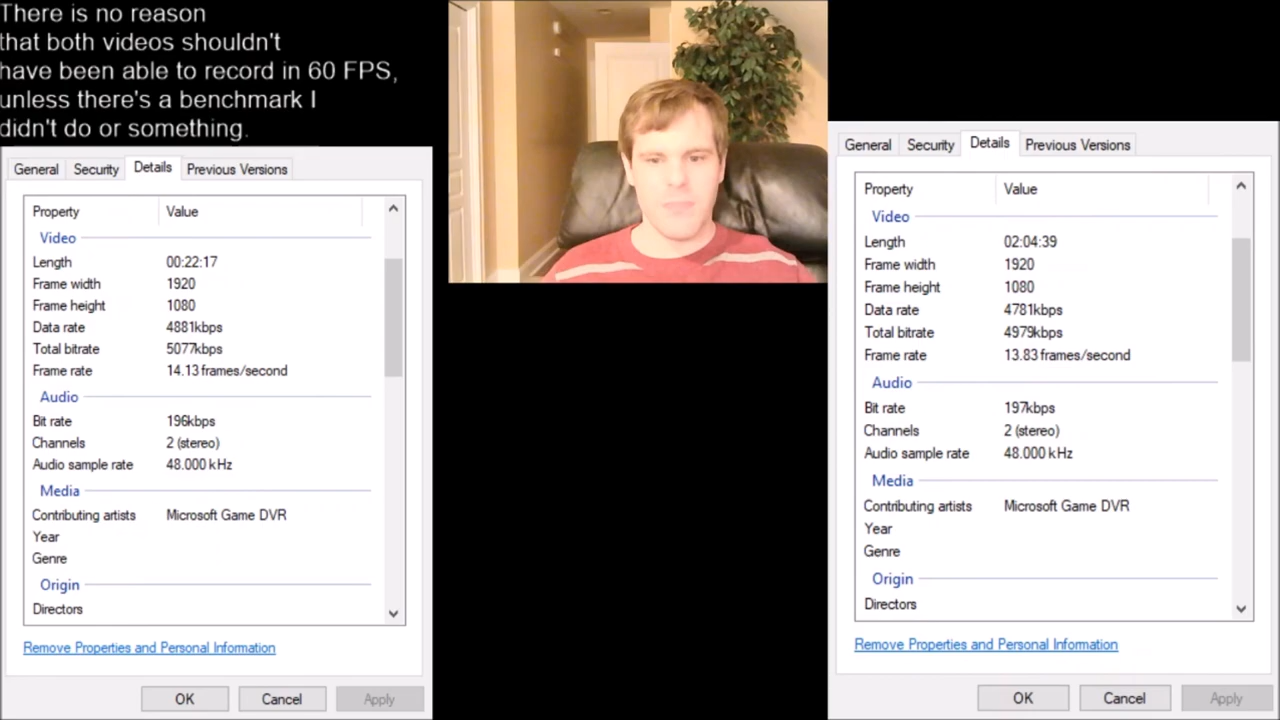 There is no reason
that both videos shouldn't
have been able to record in 60 FPS,
unless there's a benchmark I
didn't do or something.
General Security Details Previous Versions
Property Value
Video
Length 00:22:17
Frame width 1920
Frame height 1080
Data rate 4881kbps
Total bitrate 5077kbps
Frame rate 14.13 frames/second
Audio
Bit rate 196kbps
Channels 2 (stereo)
Audio sample rate 48.000 kHz
Media
Contributing artists Microsoft Game DVR
Year
Genre
Origin
Directors
Remove Properties and Personal Information
OK Cancel Apply
General Security Details Previous Versions
Property Value
Video
Length 02:04:39
Frame width 1920
Frame height 1080
Data rate 4781kbps
Total bitrate 4979kbps
Frame rate 13.83 frames/second
Audio
Bit rate 197kbps
Channels 2 (stereo)
Audio sample rate 48.000 kHz
Media
Contributing artists Microsoft Game DVR
Year
Genre
Origin
Directors
Remove Properties and Personal Information
OK Cancel Apply